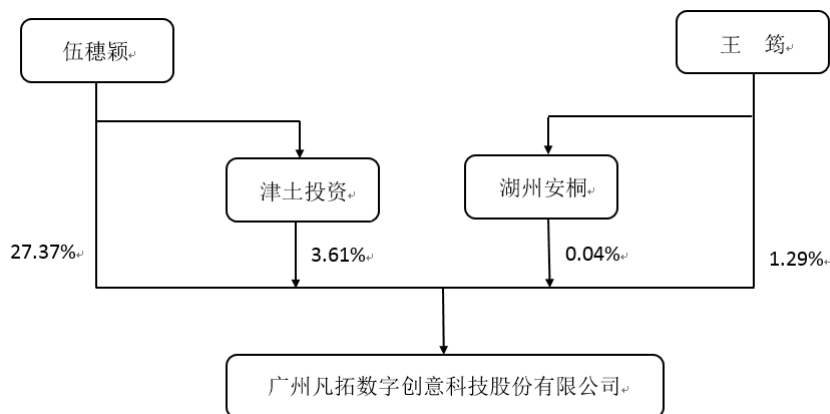 伍穗颖
王　筠
津土投资
湖州安桐
27.37%
3.61%
0.04%
1.29%
广州凡拓数字创意科技股份有限公司